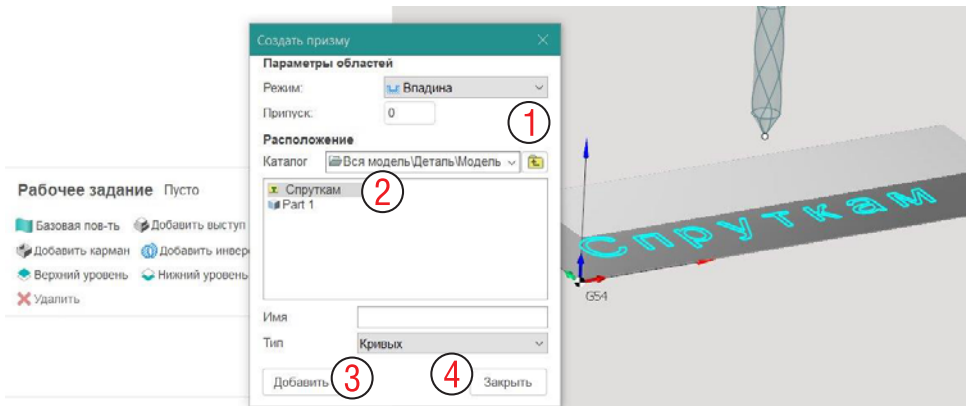 Создать призму
Параметры областей
Режим: Впадина
Припуск: 0
1
Расположение
Каталог Вся модель\Деталь\Модель
Спруткам 2
Part 1
Имя
Тип Кривых
Добавить 3 4 Закрыть
Рабочее задание Пусто
Базовая пов-ть Добавить выступ
Добавить карман Добавить инвер
Верхний уровень Нижний уровень
Удалить
Спруткам
G54